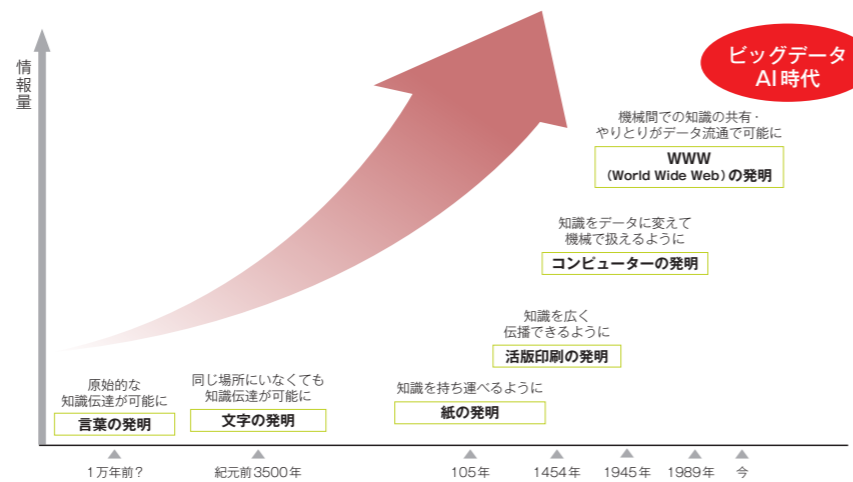 情報量
ビッグデータ
AI時代
機械間での知識の共有・
やりとりがデータ流通で可能に
WWW
（World Wide Web）の発明
知識をデータに変えて
機械で扱えるように
コンピューターの発明
知識を広く
伝播できるように
活版印刷の発明
原始的な
知識伝達が可能に
言葉の発明
同じ場所にいなくても
知識伝達が可能に
文字の発明
知識を持ち運べるように
紙の発明
1万年前？
紀元前3500年
105年
1454年
1945年
1989年
今